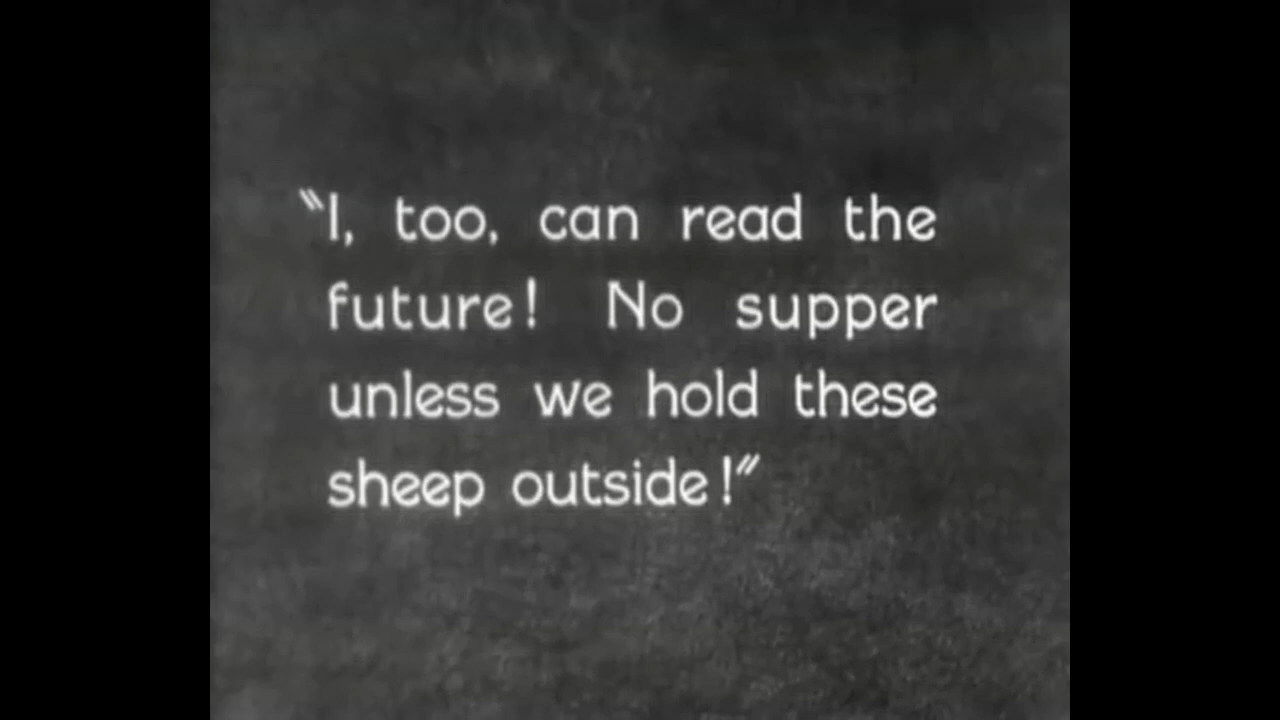 "I, too, can read the
future! No supper
unless we hold these
sheep outside!"